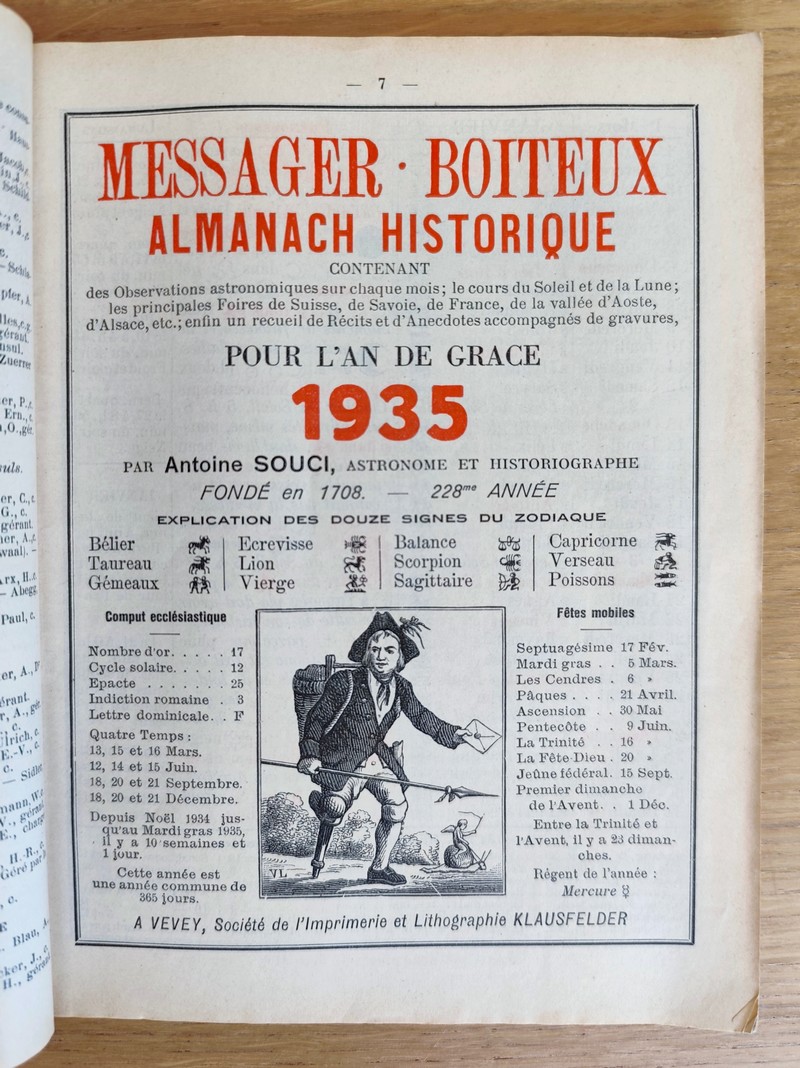 — 7 —
MESSAGER · BOITEUX
ALMANACH HISTORIQUE
CONTENANT
des Observations astronomiques sur chaque mois; le cours du Soleil et de la Lune;
les principales Foires de Suisse, de Savoie, de France, de la vallée d'Aoste,
d'Alsace, etc.; enfin un recueil de Récits et d'Anecdotes accompagnés de gravures,
POUR L'AN DE GRACE
1935
PAR Antoine SOUCI, ASTRONOME ET HISTORIOGRAPHE
FONDÉ en 1708. — 228me ANNÉE
EXPLICATION DES DOUZE SIGNES DU ZODIAQUE
Bélier
Taureau
Gémeaux
Ecrevisse
Lion
Vierge
Balance
Scorpion
Sagittaire
Capricorne
Verseau
Poissons
Comput ecclésiastique
Nombre d'or. . . . . 17
Cycle solaire. . . . . 12
Epacte . . . . . . . 25
Indiction romaine . 3
Lettre dominicale. . F
Quatre Temps :
13, 15 et 16 Mars.
12, 14 et 15 Juin.
18, 20 et 21 Septembre.
18, 20 et 21 Décembre.
Depuis Noël 1934 jus-
qu'au Mardi gras 1935,
il y a 10 semaines et
1 jour.
Cette année est
une année commune de
365 jours.
VL
Fêtes mobiles
Septuagésime 17 Fév.
Mardi gras . . 5 Mars.
Les Cendres . 6 »
Pâques . . . . 21 Avril.
Ascension . . 30 Mai
Pentecôte . . 9 Juin.
La Trinité . . 16 »
La Fête-Dieu . 20 »
Jeûne fédéral. 15 Sept.
Premier dimanche
de l'Avent. . 1 Déc.
Entre la Trinité et
l'Avent, il y a 23 diman-
ches.
Régent de l'année :
Mercure ☿
A VEVEY, Société de l'Imprimerie et Lithographie KLAUSFELDER